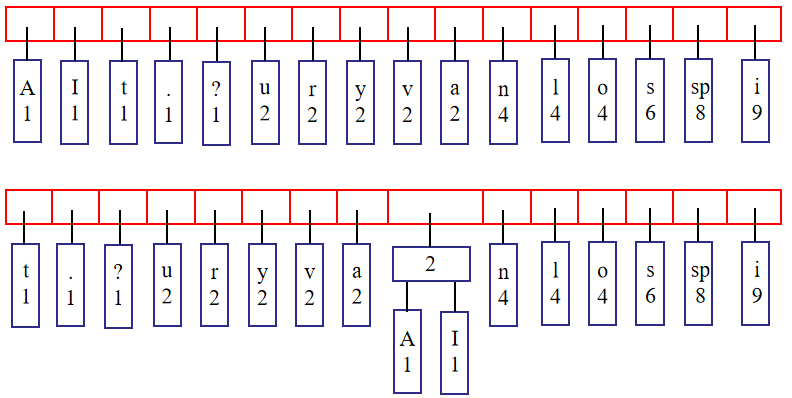 A I t . ? u r y v a n l o s sp i
1 1 1 1 1 2 2 2 2 2 4 4 4 6 8 9
t . ? u r y v a 2 n l o s sp i
1 1 1 2 2 2 2 2 4 4 4 6 8 9
A I
1 1